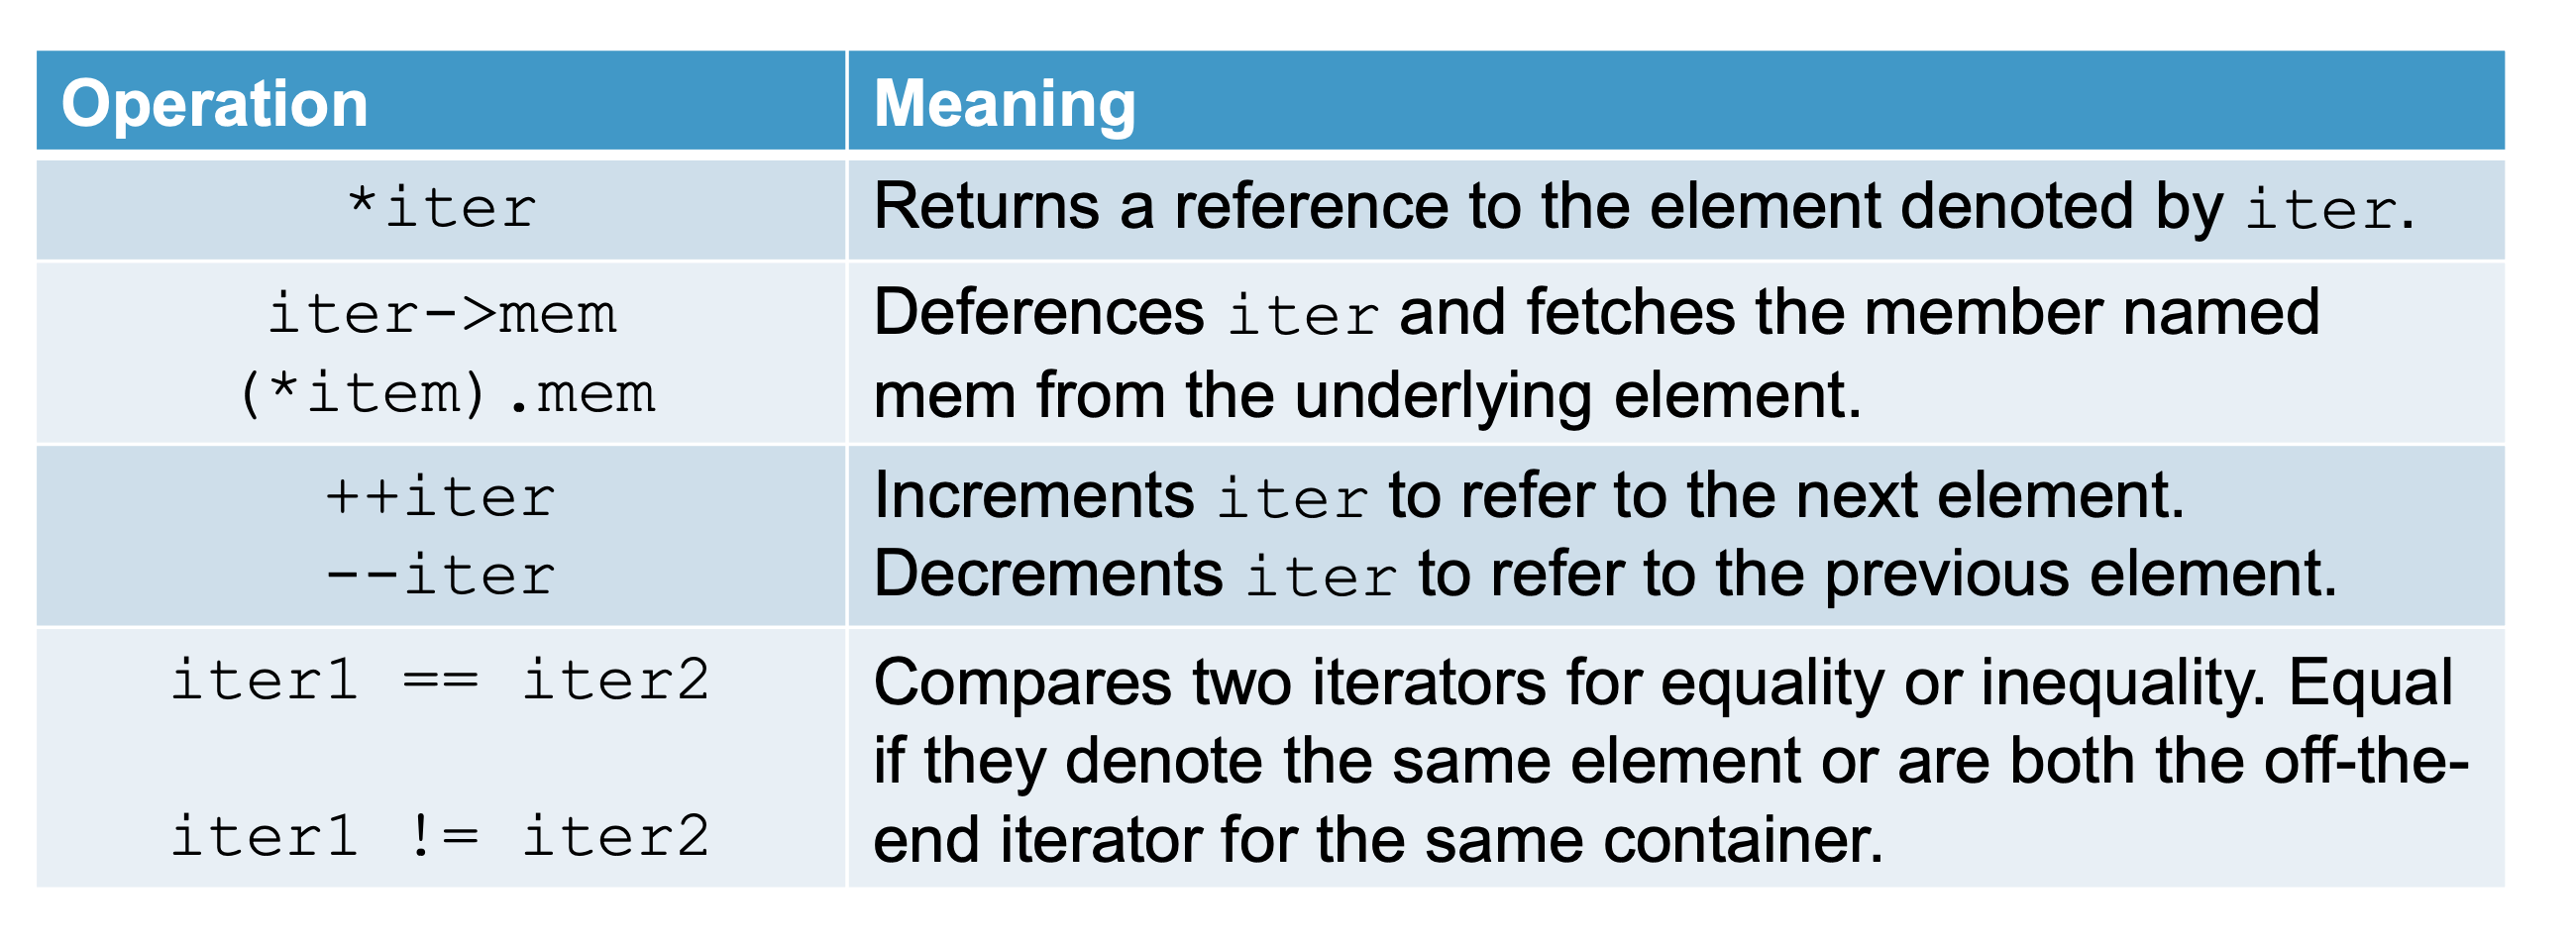 Operation
Meaning
*iter
Returns a reference to the element denoted by iter.
iter->mem
(*item).mem
Deferences iter and fetches the member named
mem from the underlying element.
++iter
--iter
Increments iter to refer to the next element.
Decrements iter to refer to the previous element.
iter1 == iter2
iter1 != iter2
Compares two iterators for equality or inequality. Equal
if they denote the same element or are both the off-the-
end iterator for the same container.